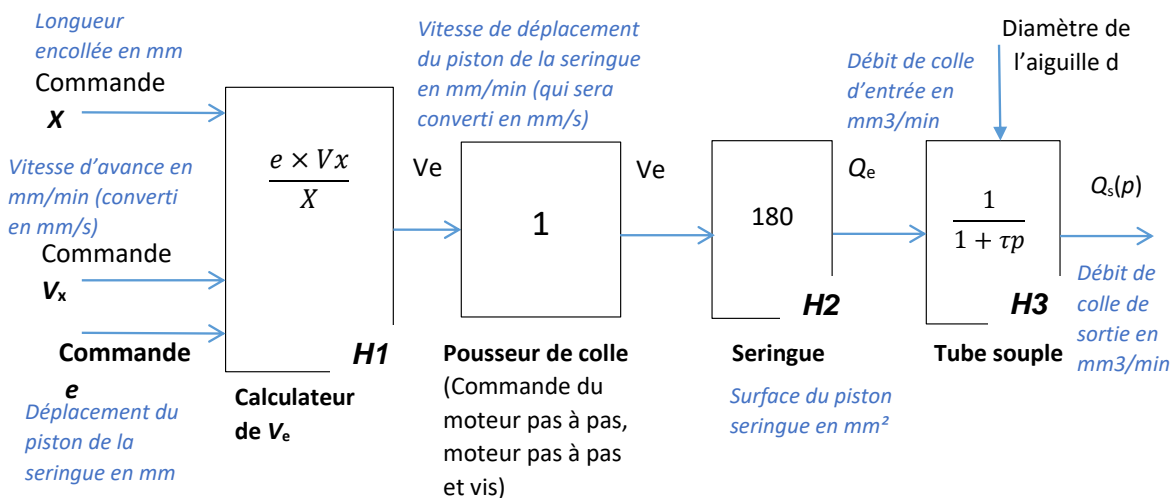 Longueur
encollée en mm
Commande
X
Vitesse d'avance en
mm/min (converti
en mm/s)
Commande
Vx
Commande
e
Déplacement du
piston de la
seringue en mm
e × Vx
X
H1
Calculateur
de Ve
Vitesse de déplacement
du piston de la seringue
en mm/min (qui sera
converti en mm/s)
Ve
1
Pousseur de colle
(Commande du
moteur pas à pas,
moteur pas à pas
et vis)
Ve
180
H2
Seringue
Surface du piston
seringue en mm²
Débit de colle
d'entrée en
mm3/min
Qe
Diamètre de
l'aiguille d
1
1 + τp
H3
Tube souple
Qs(p)
Débit de
colle de
sortie en
mm3/min